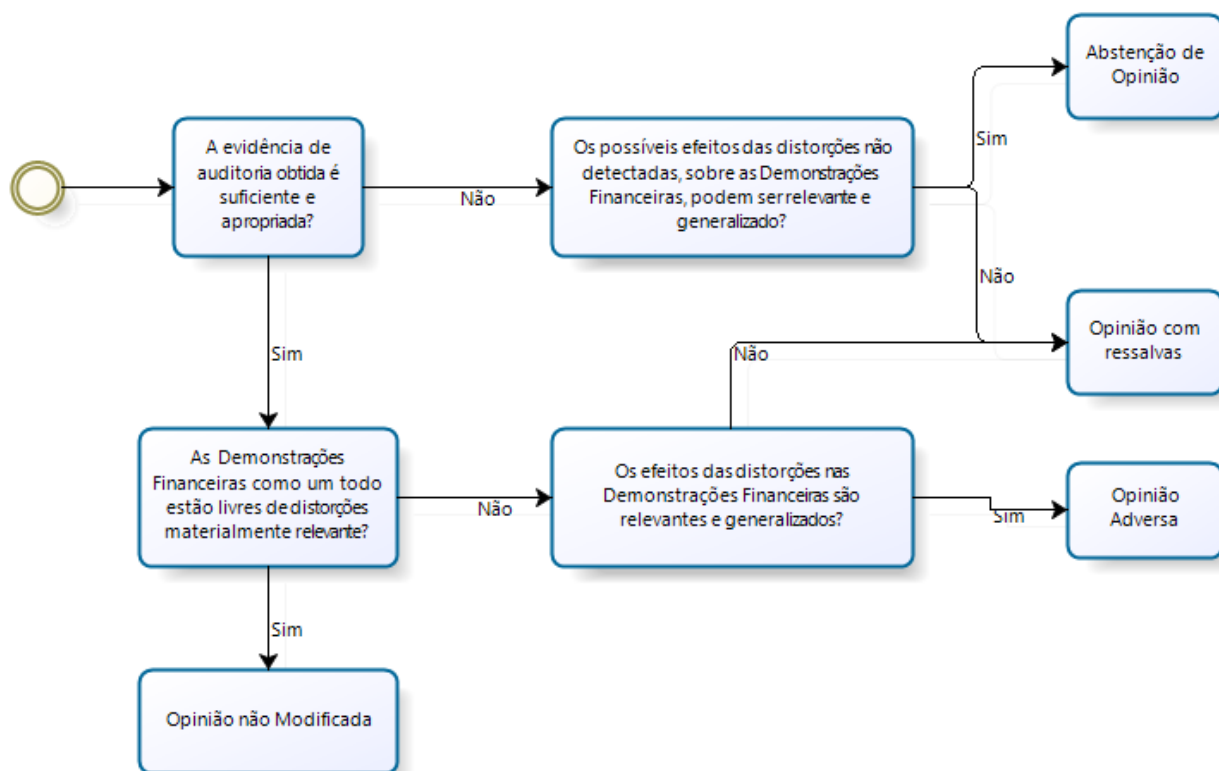 Abstenção de
Opinião
A evidência de
auditoria obtida é
suficiente e
apropriada?
Não
Os possíveis efeitos das distorções não
detectadas, sobre as Demonstrações
Financeiras, podem ser relevante e
generalizado?
Sim
Não
Opinião com
ressalvas
Sim
Não
As Demonstrações
Financeiras como um todo
estão livres de distorções
materialmente relevante?
Não
Os efeitos das distorções nas
Demonstrações Financeiras são
relevantes e generalizados?
Sim
Opinião
Adversa
Sim
Opinião não Modificada